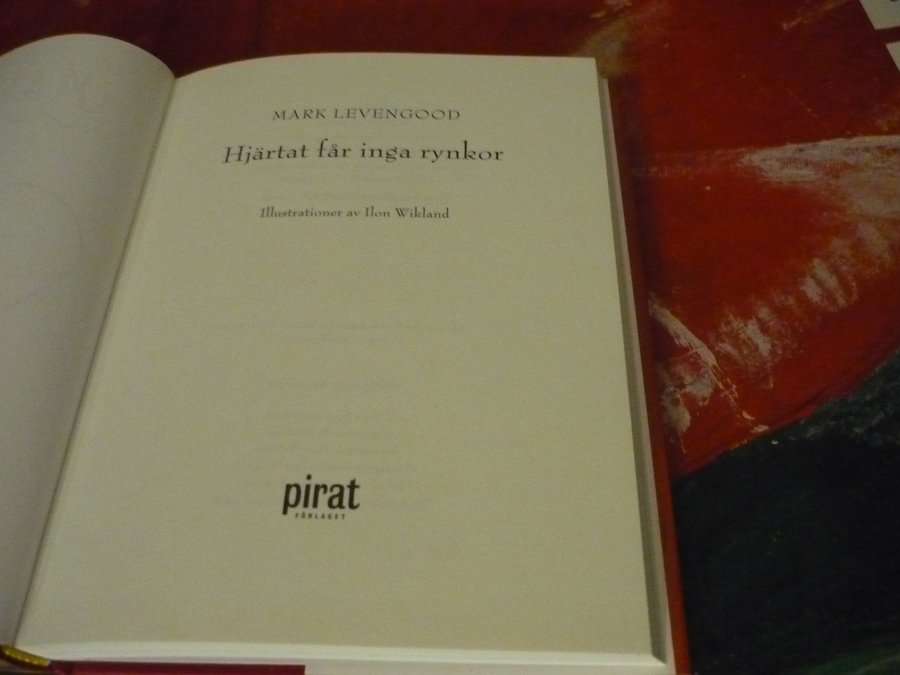 MARK LEVENGOOD
Hjärtat får inga rynkor
Illustrationer av Ilon Wikland
pirat
FÖRLAGET